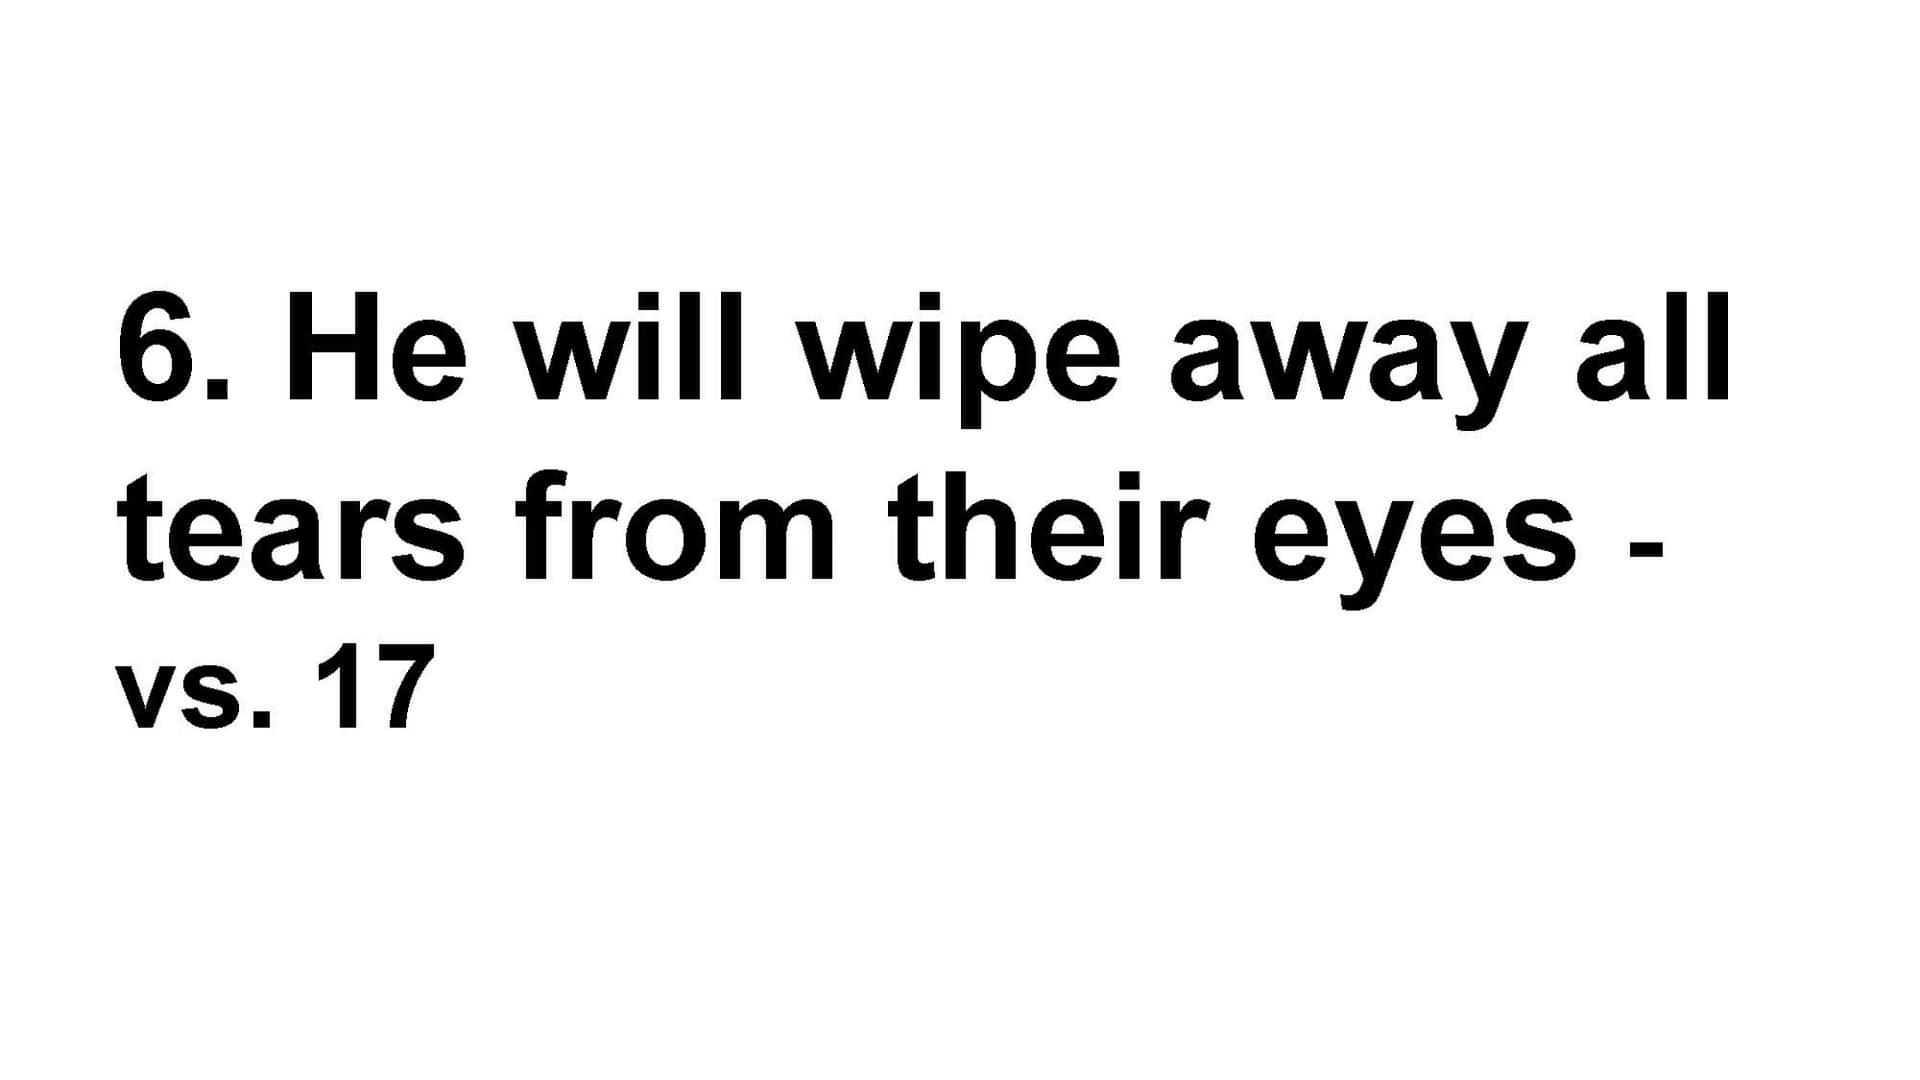 6. He will wipe away all
tears from their eyes -
vs. 17